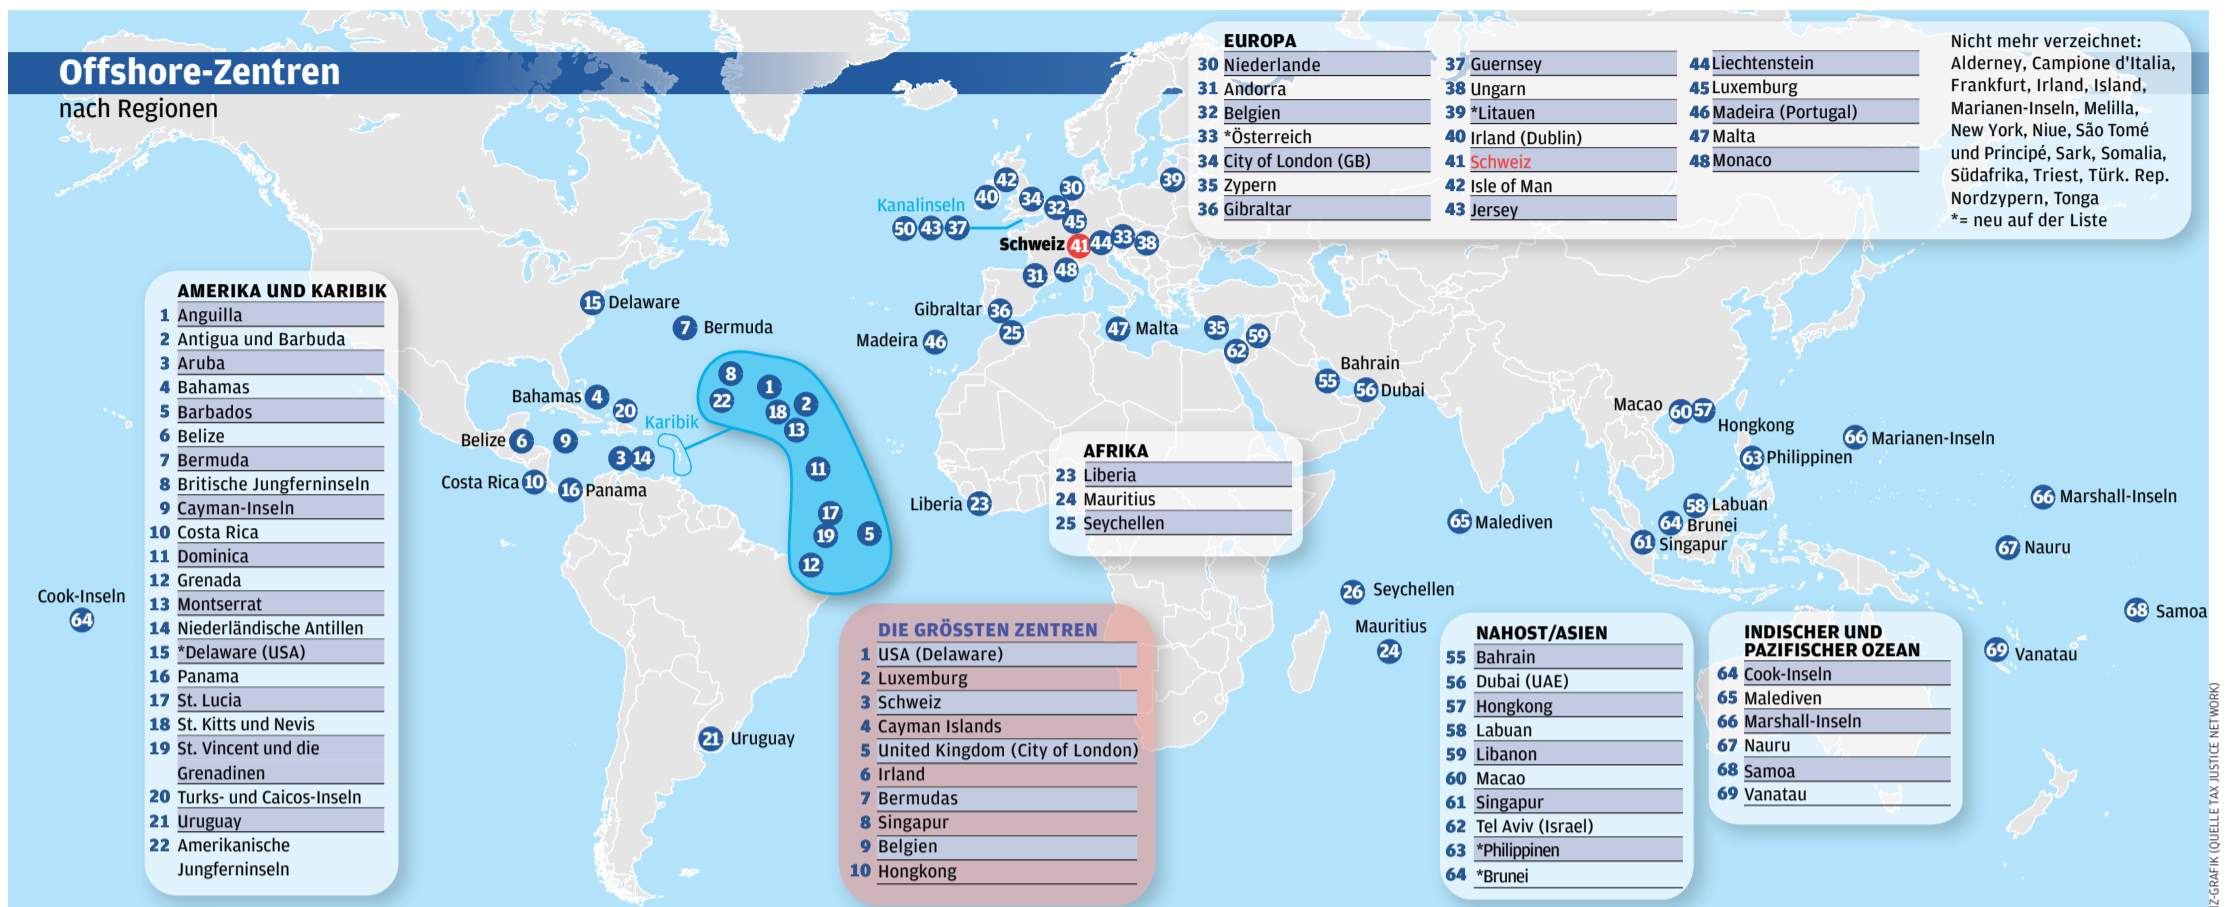 Offshore-Zentren
nach Regionen
EUROPA
30 Niederlande
31 Andorra
32 Belgien
33 *Österreich
34 City of London (GB)
35 Zypern
36 Gibraltar
37 Guernsey
38 Ungarn
39 *Litauen
40 Irland (Dublin)
41 Schweiz
42 Isle of Man
43 Jersey
44 Liechtenstein
45 Luxemburg
46 Madeira (Portugal)
47 Malta
48 Monaco
Nicht mehr verzeichnet:
Alderney, Campione d'Italia,
Frankfurt, Irland, Island,
Marianen-Inseln, Melilla,
New York, Niue, São Tomé
und Principé, Sark, Somalia,
Südafrika, Triest, Türk. Rep.
Nordzypern, Tonga
*= neu auf der Liste
42
40
34
30
32
39
Kanalinseln
50 43 37
45
Schweiz 41 44 33 38
31
48
Gibraltar 36
25
Madeira 46
47 Malta
35
59
62
Bahrain
55
56 Dubai
AMERIKA UND KARIBIK
1 Anguilla
2 Antigua und Barbuda
3 Aruba
4 Bahamas
5 Barbados
6 Belize
7 Bermuda
8 Britische Jungferninseln
9 Cayman-Inseln
10 Costa Rica
11 Dominica
12 Grenada
13 Montserrat
14 Niederländische Antillen
15 *Delaware (USA)
16 Panama
17 St. Lucia
18 St. Kitts und Nevis
19 St. Vincent und die
Grenadinen
20 Turks- und Caicos-Inseln
21 Uruguay
22 Amerikanische
Jungferninseln
15 Delaware
7 Bermuda
Bahamas 4
20
Karibik
Belize 6
9
3 14
Costa Rica 10
16 Panama
8
1
22
18
2
13
11
17
19
5
12
21 Uruguay
Cook-Inseln
64
Liberia 23
AFRIKA
23 Liberia
24 Mauritius
25 Seychellen
Macao 60 57
Hongkong
66 Marianen-Inseln
63 Philippinen
66 Marshall-Inseln
58 Labuan
64 Brunei
61 Singapur
65 Malediven
67 Nauru
26 Seychellen
Mauritius
24
68 Samoa
69 Vanatau
DIE GRÖSSTEN ZENTREN
1 USA (Delaware)
2 Luxemburg
3 Schweiz
4 Cayman Islands
5 United Kingdom (City of London)
6 Irland
7 Bermudas
8 Singapur
9 Belgien
10 Hongkong
NAHOST/ASIEN
55 Bahrain
56 Dubai (UAE)
57 Hongkong
58 Labuan
59 Libanon
60 Macao
61 Singapur
62 Tel Aviv (Israel)
63 *Philippinen
64 *Brunei
INDISCHER UND
PAZIFISCHER OZEAN
64 Cook-Inseln
65 Malediven
66 Marshall-Inseln
67 Nauru
68 Samoa
69 Vanatau
IZ-GRAFIK (QUELLE TAX JUSTICE NETWORK)